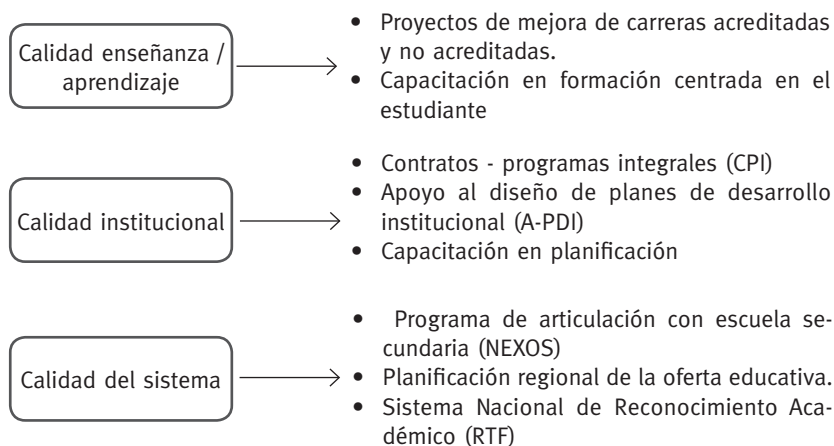 Calidad enseñanza /
aprendizaje
• Proyectos de mejora de carreras acreditadas
y no acreditadas.
• Capacitación en formación centrada en el
estudiante
Calidad institucional
• Contratos - programas integrales (CPI)
• Apoyo al diseño de planes de desarrollo
institucional (A-PDI)
• Capacitación en planificación
Calidad del sistema
• Programa de articulación con escuela se-
cundaria (NEXOS)
• Planificación regional de la oferta educativa.
• Sistema Nacional de Reconocimiento Aca-
démico (RTF)